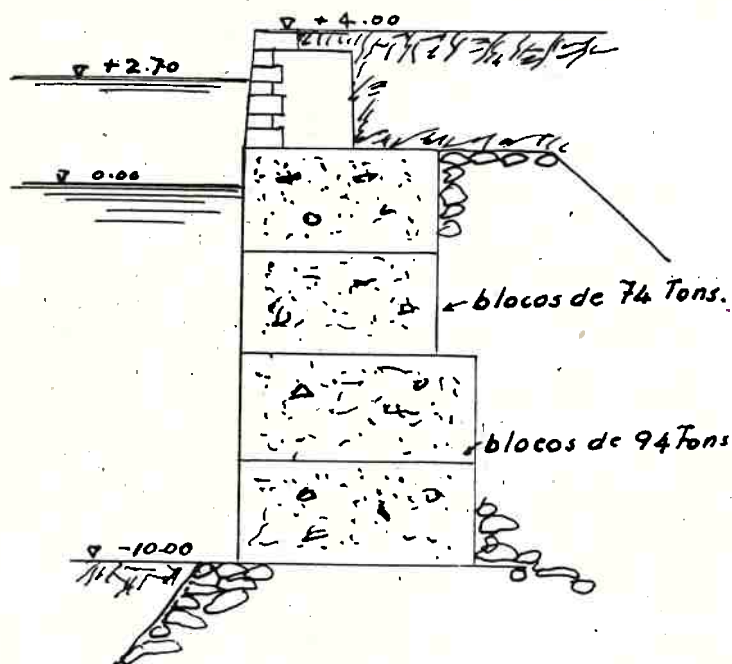 +4.00
+2.70
0.00
blocos de 74 Tons.
blocos de 94 Tons
-10.00